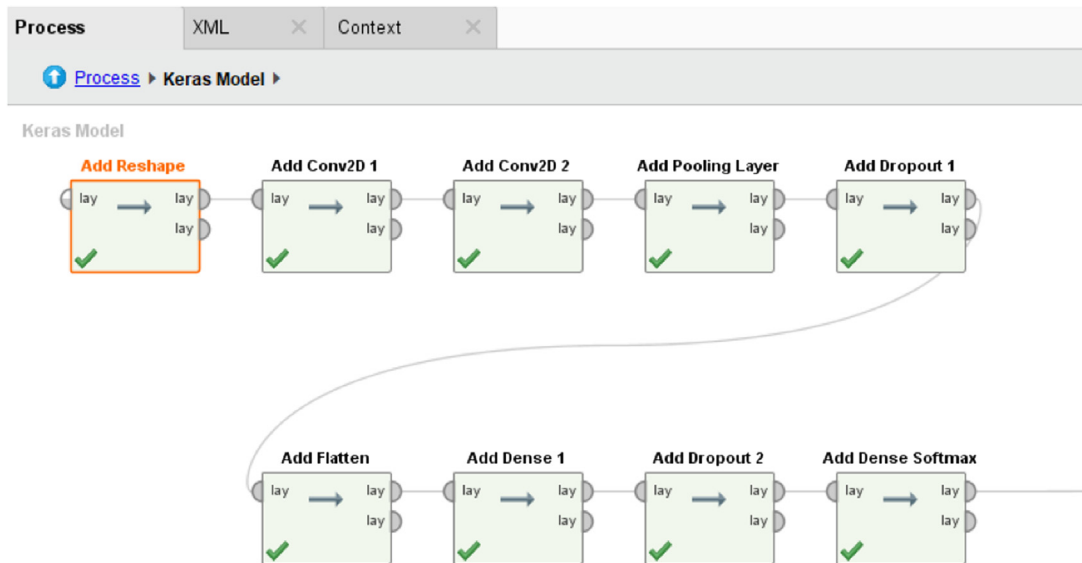 Process XML Context
Process Keras Model
Keras Model
Add Reshape Add Conv2D 1 Add Conv2D 2 Add Pooling Layer Add Dropout 1
lay lay lay lay lay lay lay lay lay lay
lay lay lay lay lay
Add Flatten Add Dense 1 Add Dropout 2 Add Dense Softmax
lay lay lay lay lay lay lay lay
lay lay lay lay